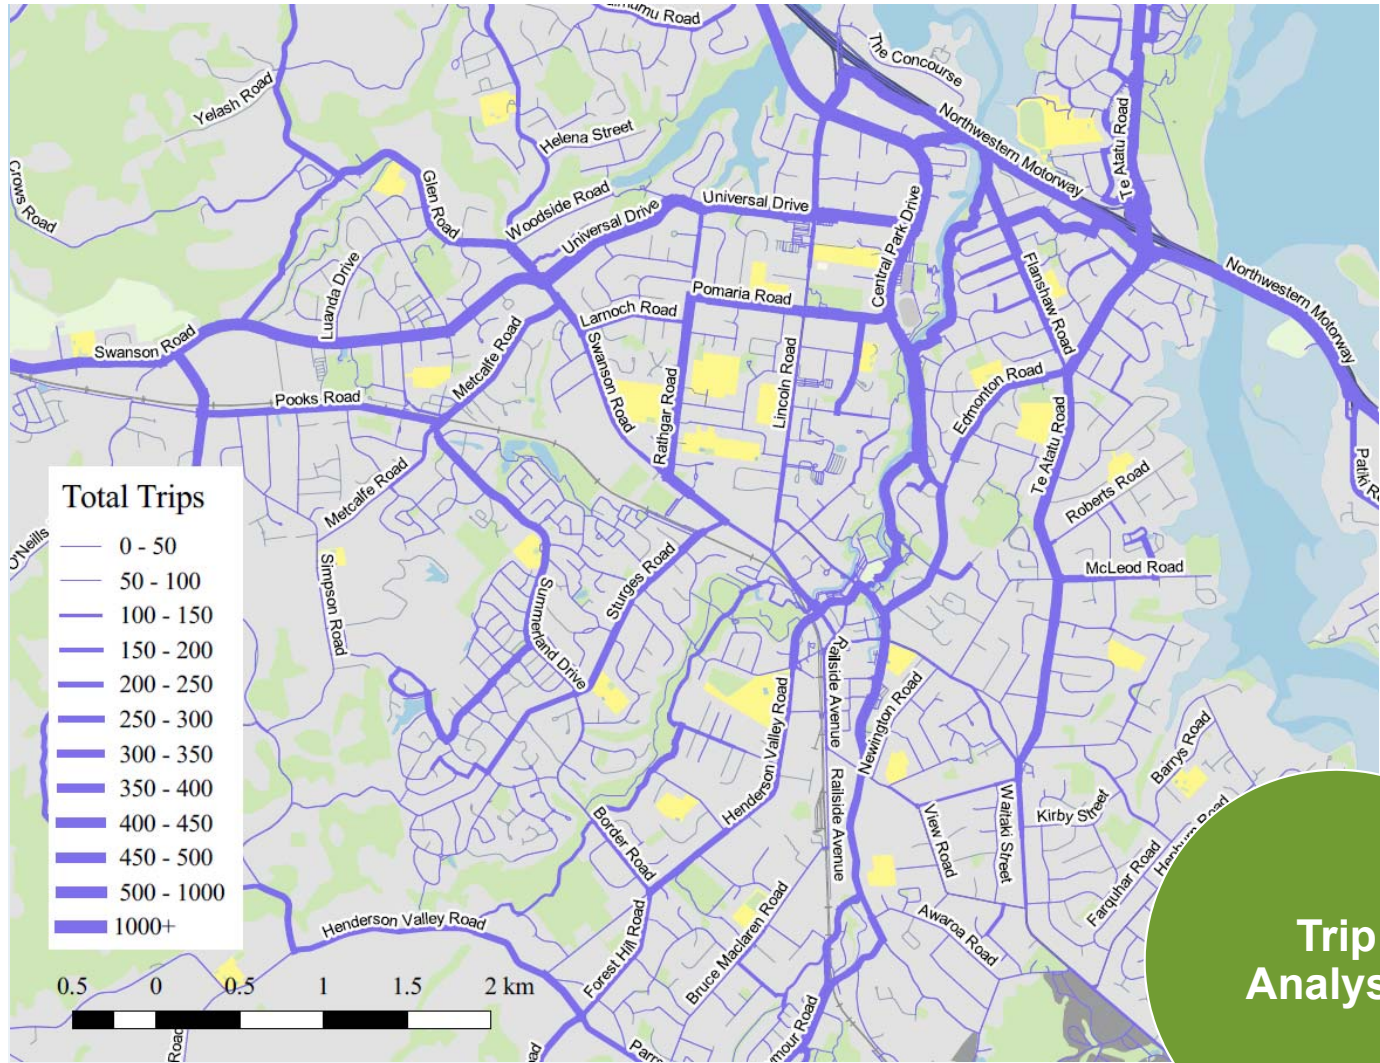 Road
The Concourse
Yelash Road
Northwestern Motorway
Te Atatu Road
Helena Street
Crows Road
Glen Road
Woodside Road
Universal Drive
Universal Drive
Central Park Drive
Flanshaw Road
Northwestern Motorway
Luanda Drive
Pomaria Road
Larnoch Road
Swanson Road
Metcalfe Road
Swanson Road
Lincoln Road
Edmonton Road
Pooks Road
Rathgar Road
Te Atatu Road
Roberts Road
Metcalfe Road
McLeod Road
O'Neills
Simpson Road
Sturges Road
Summerland Drive
Railside Avenue
Newington Road
Henderson Valley Road
Railside Avenue
Barrys Road
Kirby Street
Waitaki Street
View Road
Border Road
Farquhar Road
Road
Awaroa Road
Bruce Maclaren Road
Forest Hill Road
Henderson Valley Road
Road
Total Trips
0 - 50
50 - 100
100 - 150
150 - 200
200 - 250
250 - 300
300 - 350
350 - 400
400 - 450
450 - 500
500 - 1000
1000+
0.5 0 0.5 1 1.5 2 km
Trip
Analys